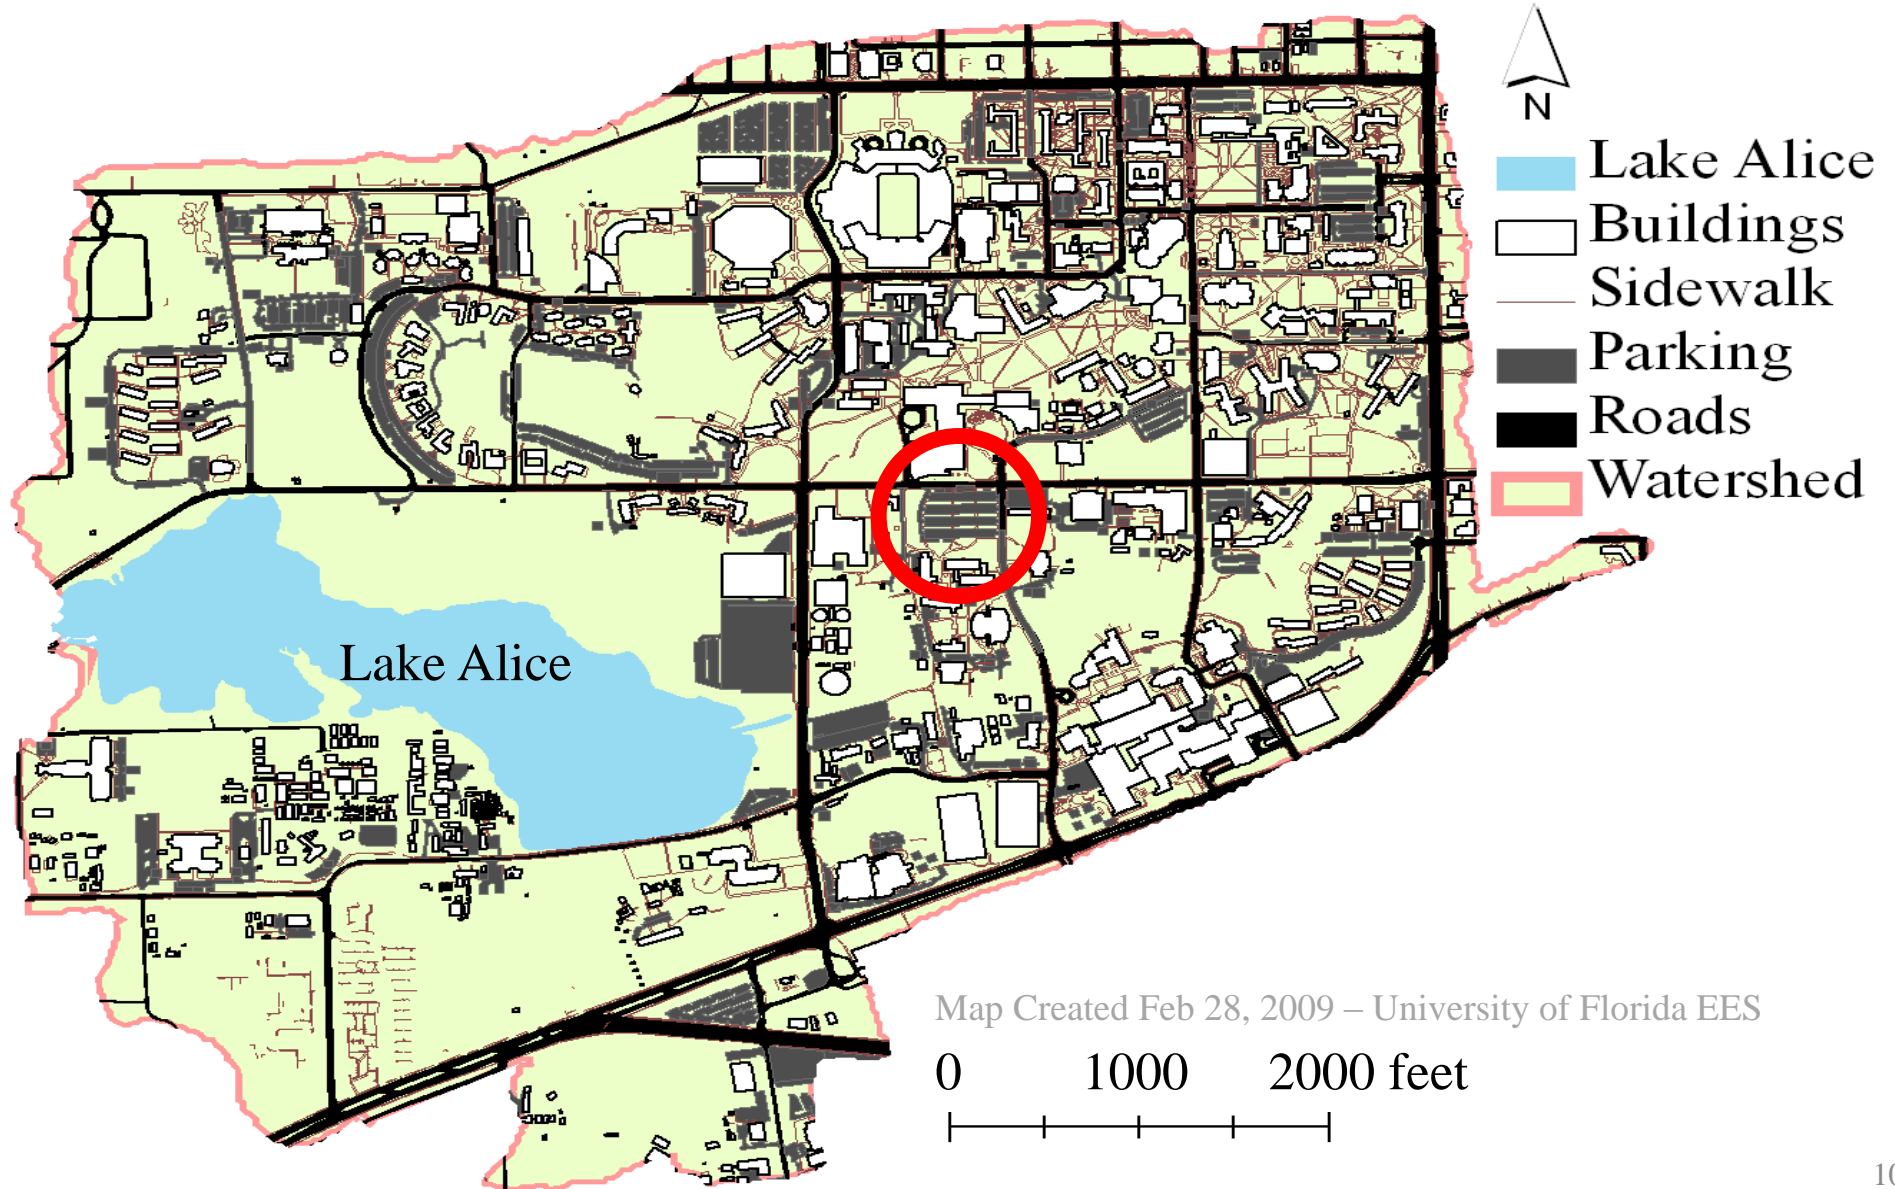 N
Lake Alice
Buildings
Sidewalk
Parking
Roads
Watershed
Lake Alice
Map Created Feb 28, 2009 – University of Florida EES
0 1000 2000 feet